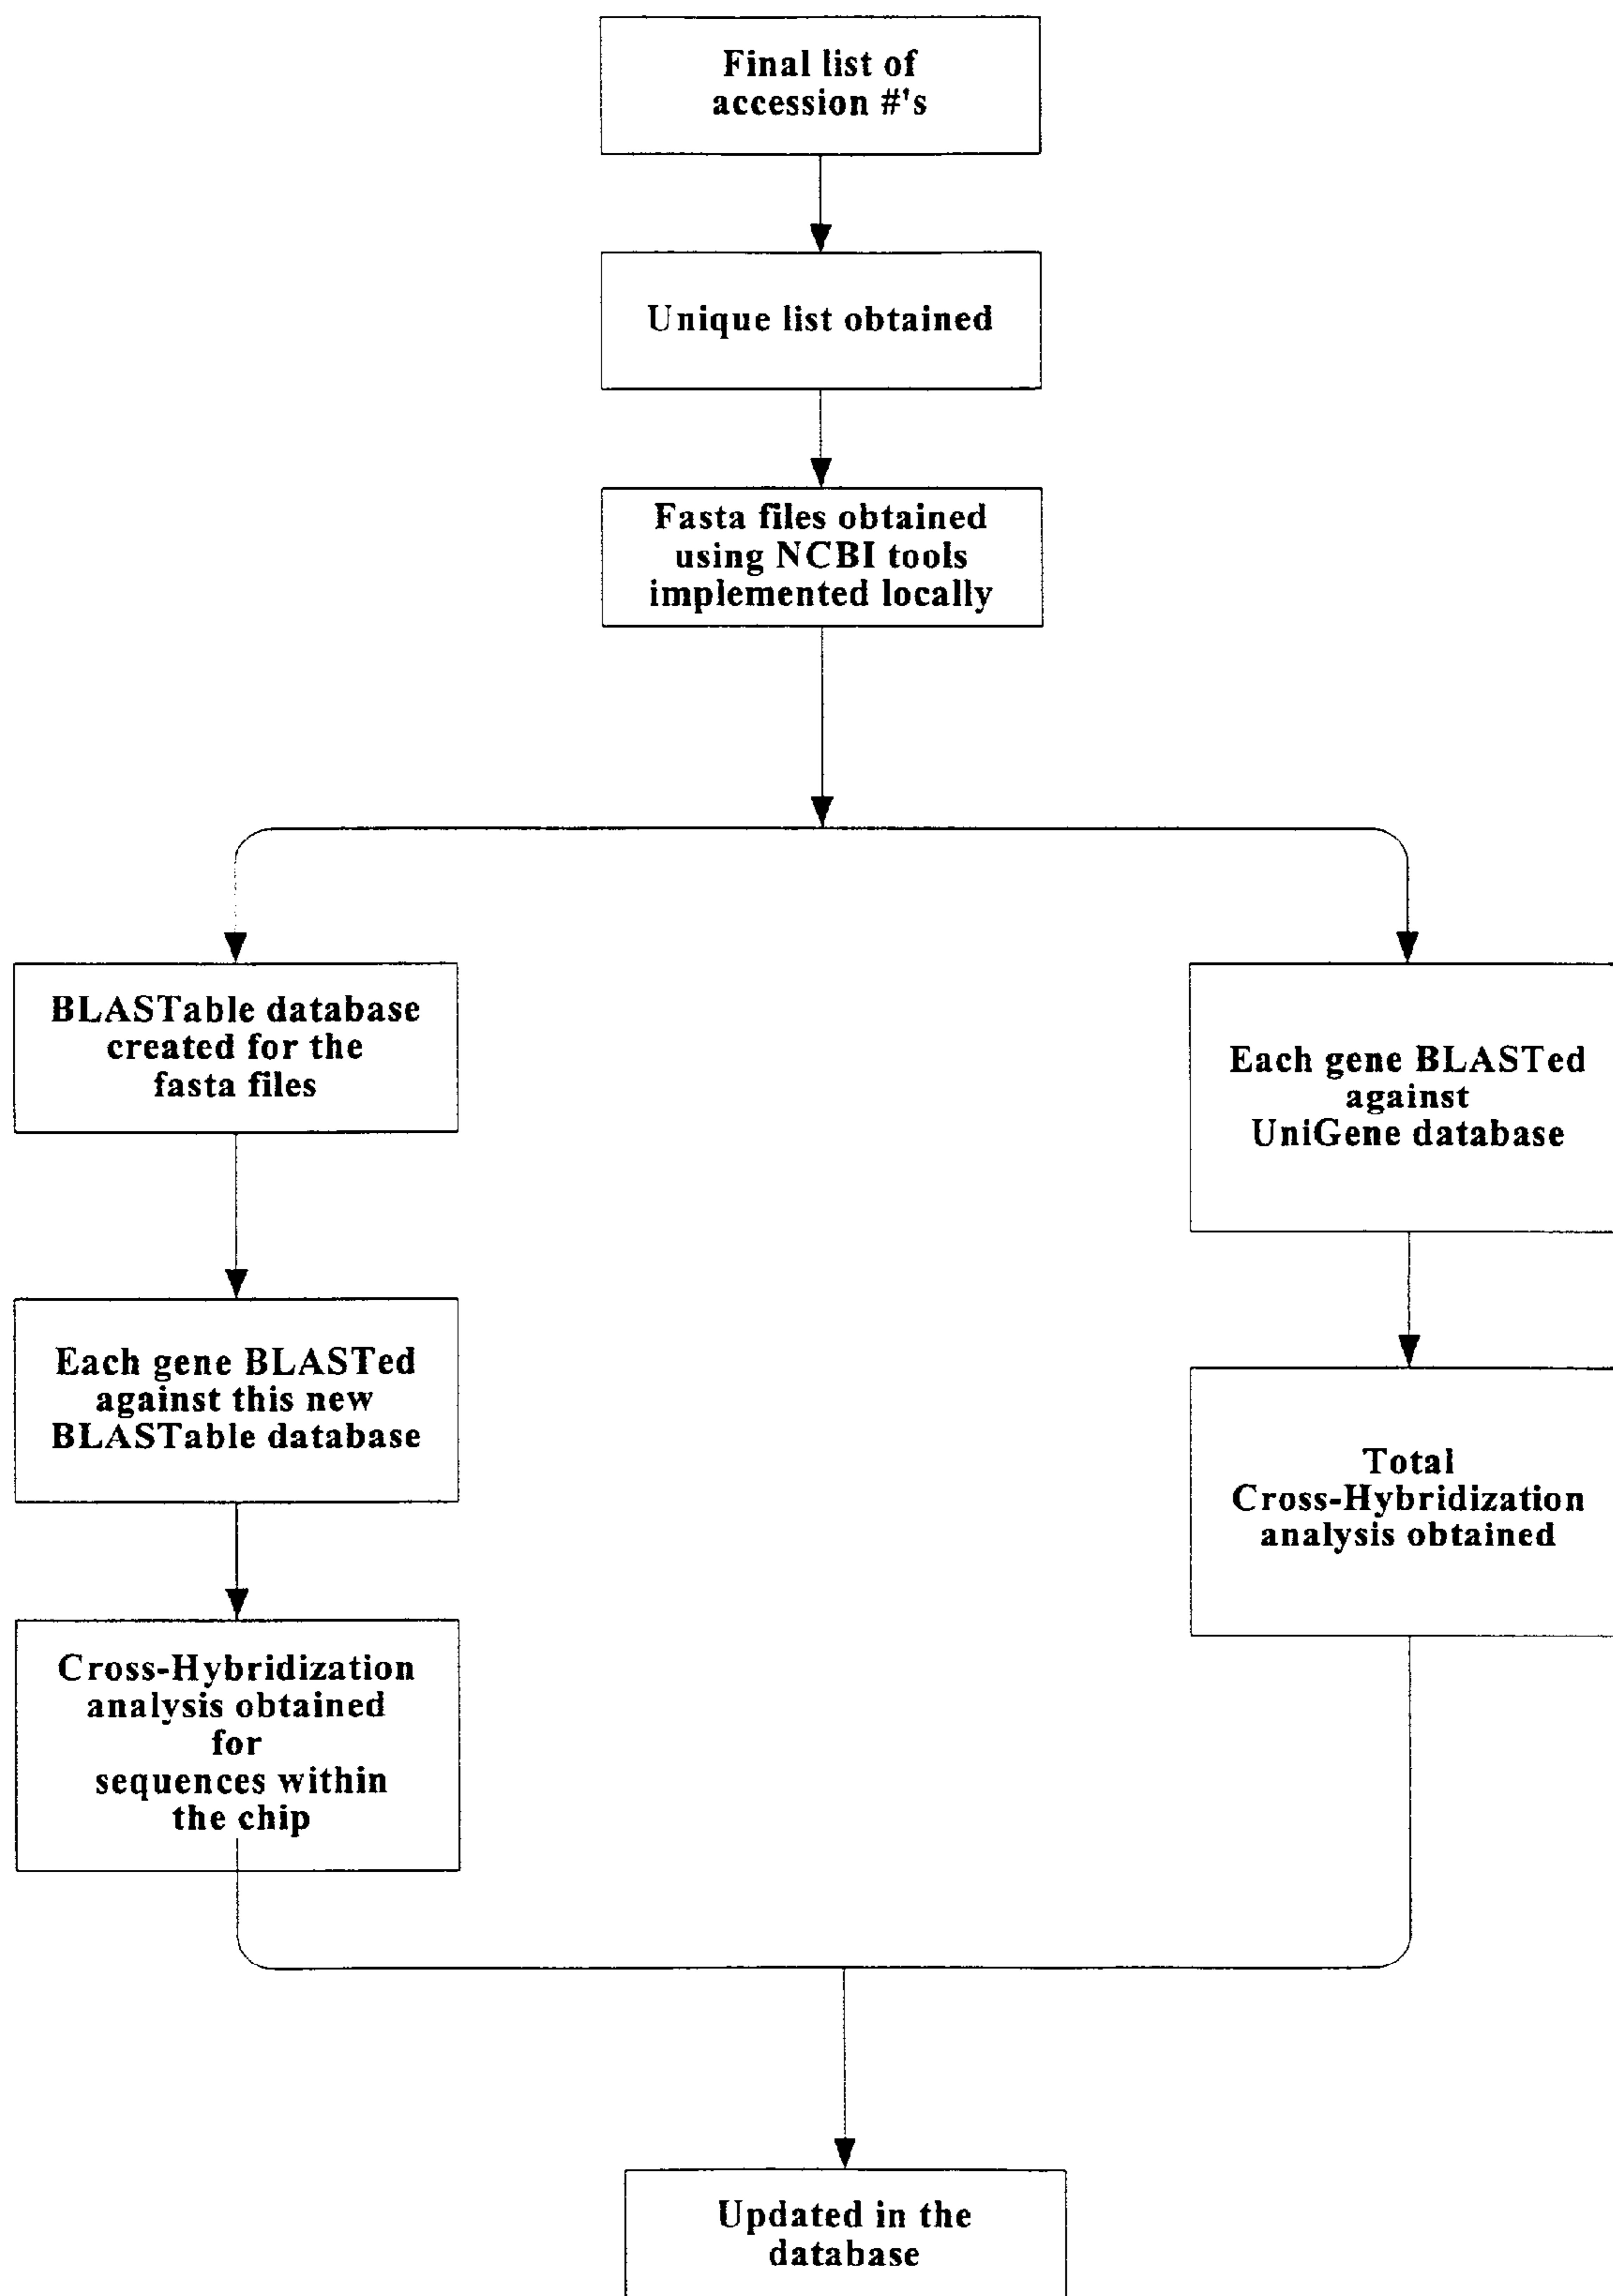 Final list of
accession #'s
Unique list obtained
Fasta files obtained
using NCBI tools
implemented locally
BLASTable database
created for the
fasta files
Each gene BLASTed
against this new
BLASTable database
Cross-Hybridization
analysis obtained
for
sequences within
the chip
Each gene BLASTed
against
UniGene database
Total
Cross-Hybridization
analysis obtained
Updated in the
database